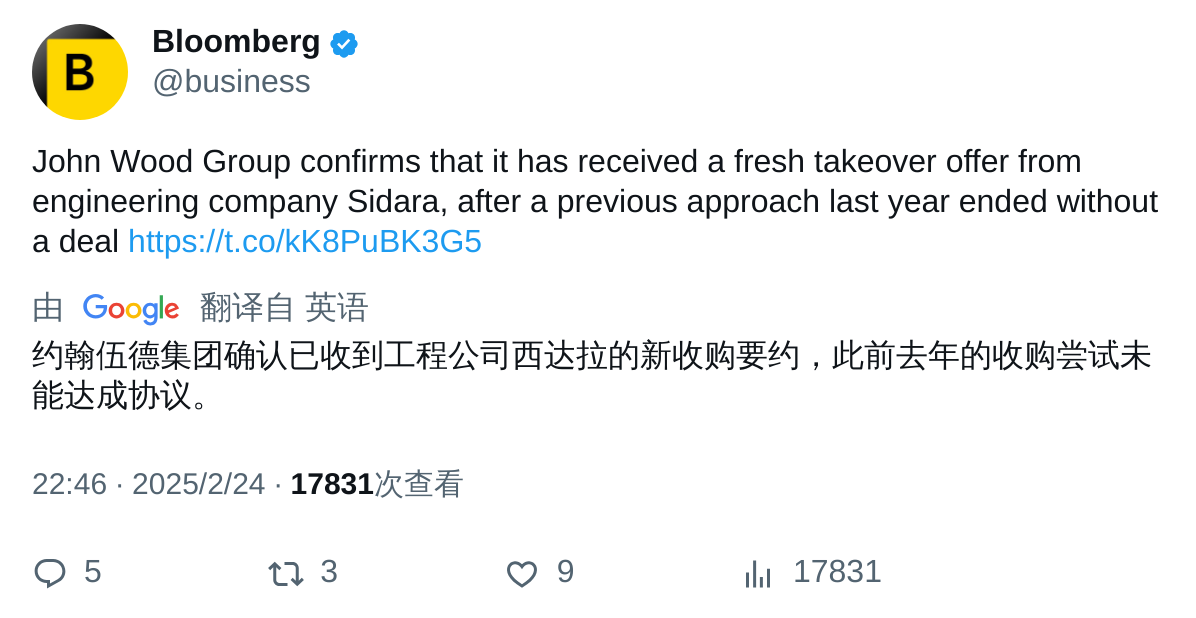 B
Bloomberg
@business
John Wood Group confirms that it has received a fresh takeover offer from
engineering company Sidara, after a previous approach last year ended without
a deal https://t.co/kK8PuBK3G5
由 Google 翻译自 英语
约翰伍德集团确认已收到工程公司西达拉的新收购要约，此前去年的收购尝试未
能达成协议。
22:46 · 2025/2/24 · 17831次查看
5 3 9 17831